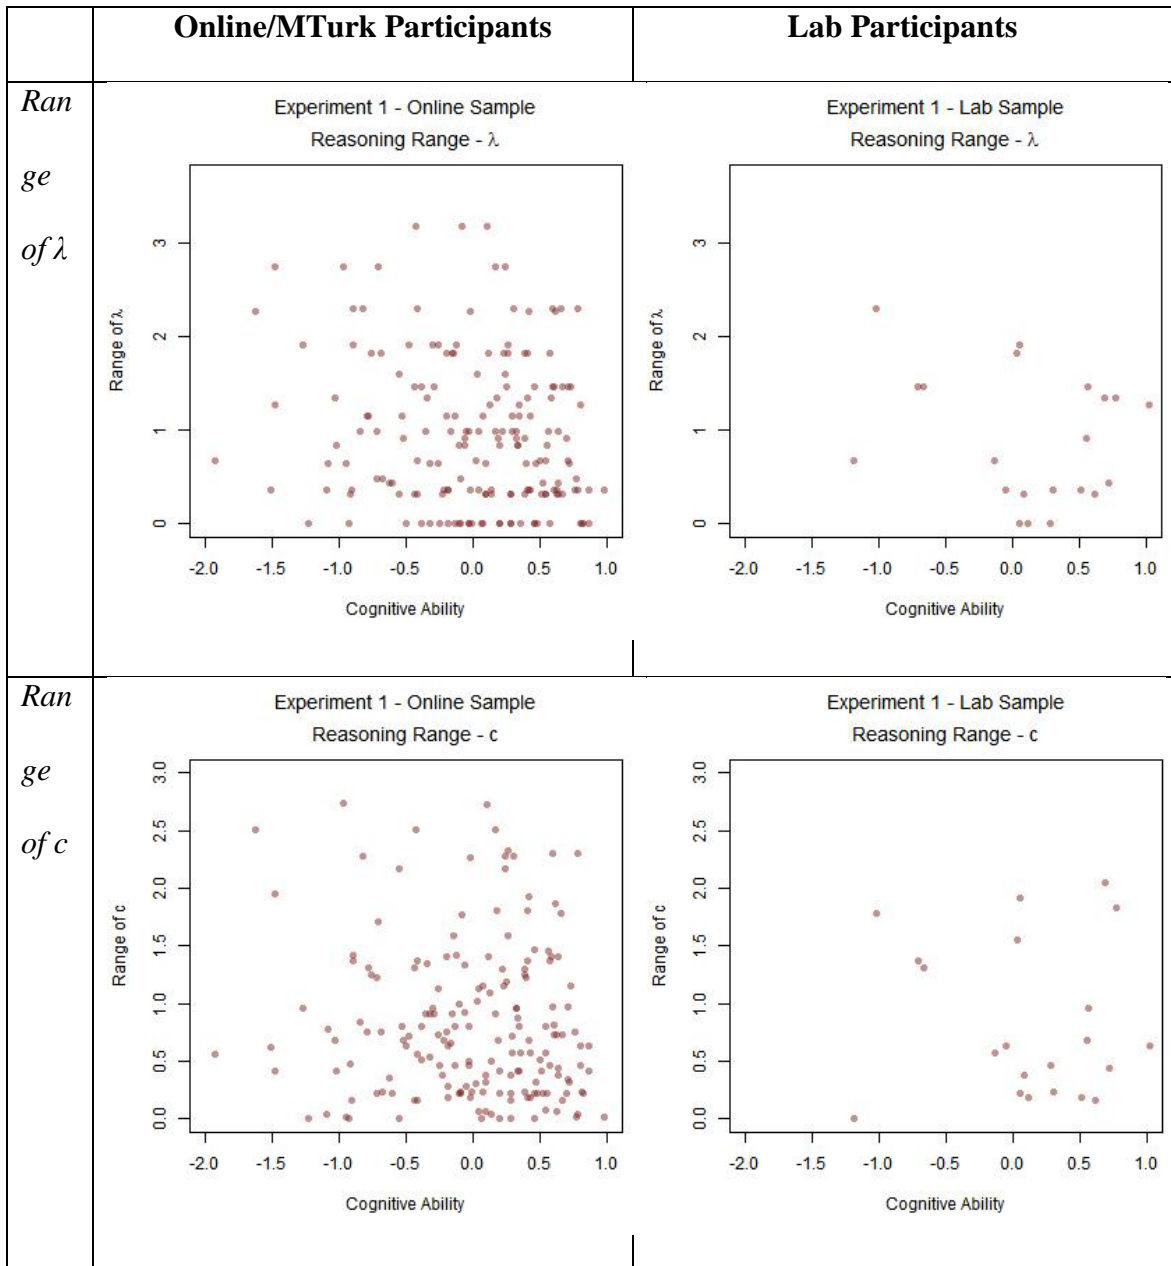 Online/MTurk Participants
Lab Participants
Ran
ge
of λ
Experiment 1 - Online Sample
Reasoning Range - λ
Range of λ
3
2
1
0
-2.0 -1.5 -1.0 -0.5 0.0 0.5 1.0
Cognitive Ability
Experiment 1 - Lab Sample
Reasoning Range - λ
Range of λ
3
2
1
0
-2.0 -1.5 -1.0 -0.5 0.0 0.5 1.0
Cognitive Ability
Ran
ge
of c
Experiment 1 - Online Sample
Reasoning Range - c
Range of c
3.0
2.5
2.0
1.5
1.0
0.5
0.0
-2.0 -1.5 -1.0 -0.5 0.0 0.5 1.0
Cognitive Ability
Experiment 1 - Lab Sample
Reasoning Range - c
Range of c
3.0
2.5
2.0
1.5
1.0
0.5
0.0
-2.0 -1.5 -1.0 -0.5 0.0 0.5 1.0
Cognitive Ability